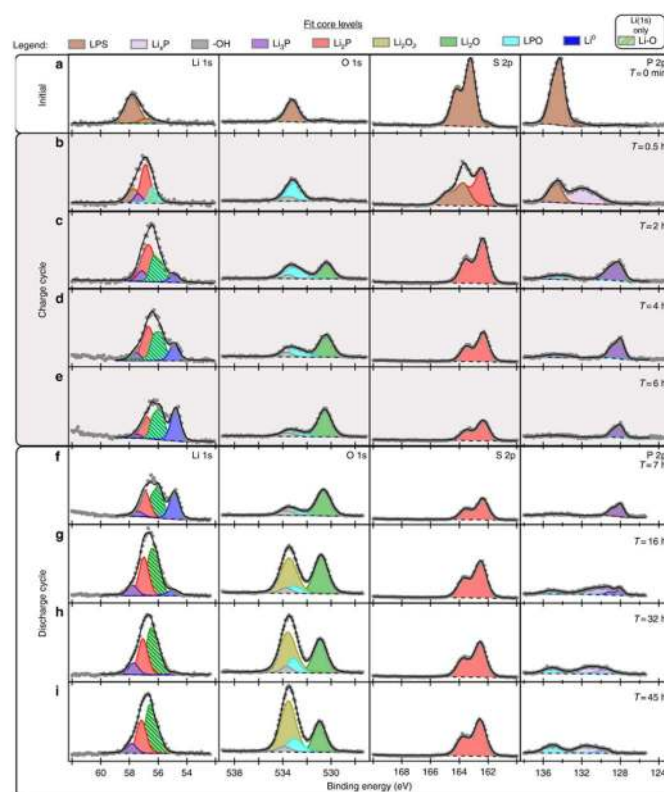 Fit core levels
Li(1s) only
Legend: LPS LiₓP -OH Li₃P Li₂P Li₂O₂ Li₂O LPO Li⁰ Li-O
a Initial Li 1s O 1s S 2p P 2p
T = 0 min
Charge cycle
b T = 0.5 h
c T = 2 h
d T = 4 h
e T = 6 h
Discharge cycle
f Li 1s O 1s S 2p P 2p
T = 7 h
g T = 16 h
h T = 32 h
i T = 45 h
60 58 56 54 538 534 530 168 166 164 162 136 134 132 130 128 124
Binding energy (eV)